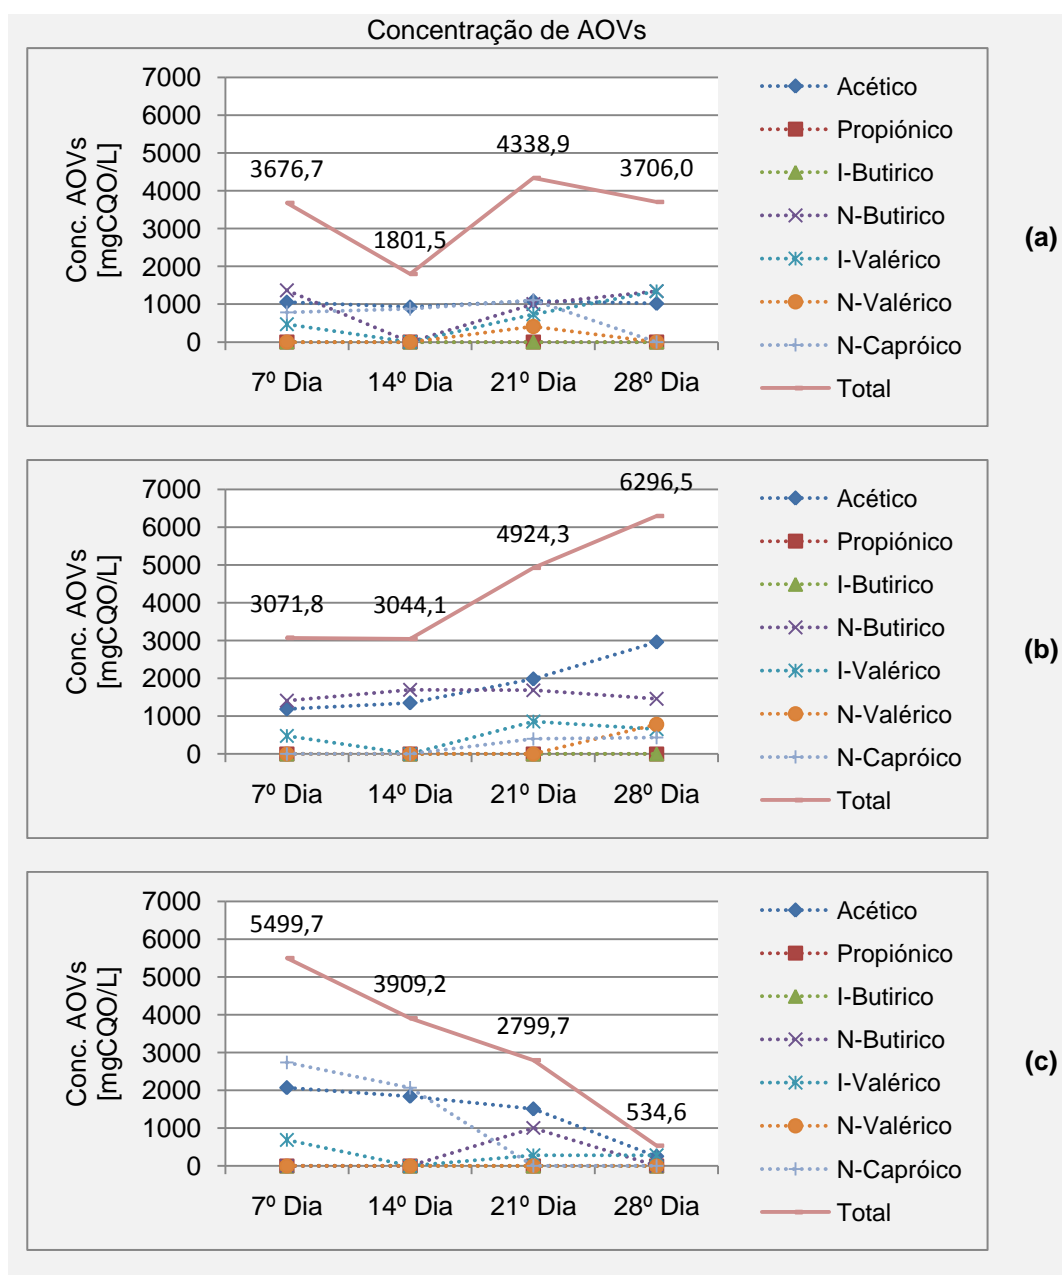 Concentração de AOVs
Conc. AOVs
[mgCQO/L]
7000
6000
5000
4000
3000
2000
1000
0
3676,7
1801,5
4338,9
3706,0
7º Dia 14º Dia 21º Dia 28º Dia
Acético
Propiónico
I-Butirico
N-Butirico
I-Valérico
N-Valérico
N-Capróico
Total
(a)
Conc. AOVs
[mgCQO/L]
7000
6000
5000
4000
3000
2000
1000
0
3071,8
3044,1
4924,3
6296,5
7º Dia 14º Dia 21º Dia 28º Dia
Acético
Propiónico
I-Butirico
N-Butirico
I-Valérico
N-Valérico
N-Capróico
Total
(b)
Conc. AOVs
[mgCQO/L]
7000
6000
5000
4000
3000
2000
1000
0
5499,7
3909,2
2799,7
534,6
7º Dia 14º Dia 21º Dia 28º Dia
Acético
Propiónico
I-Butirico
N-Butirico
I-Valérico
N-Valérico
N-Capróico
Total
(c)